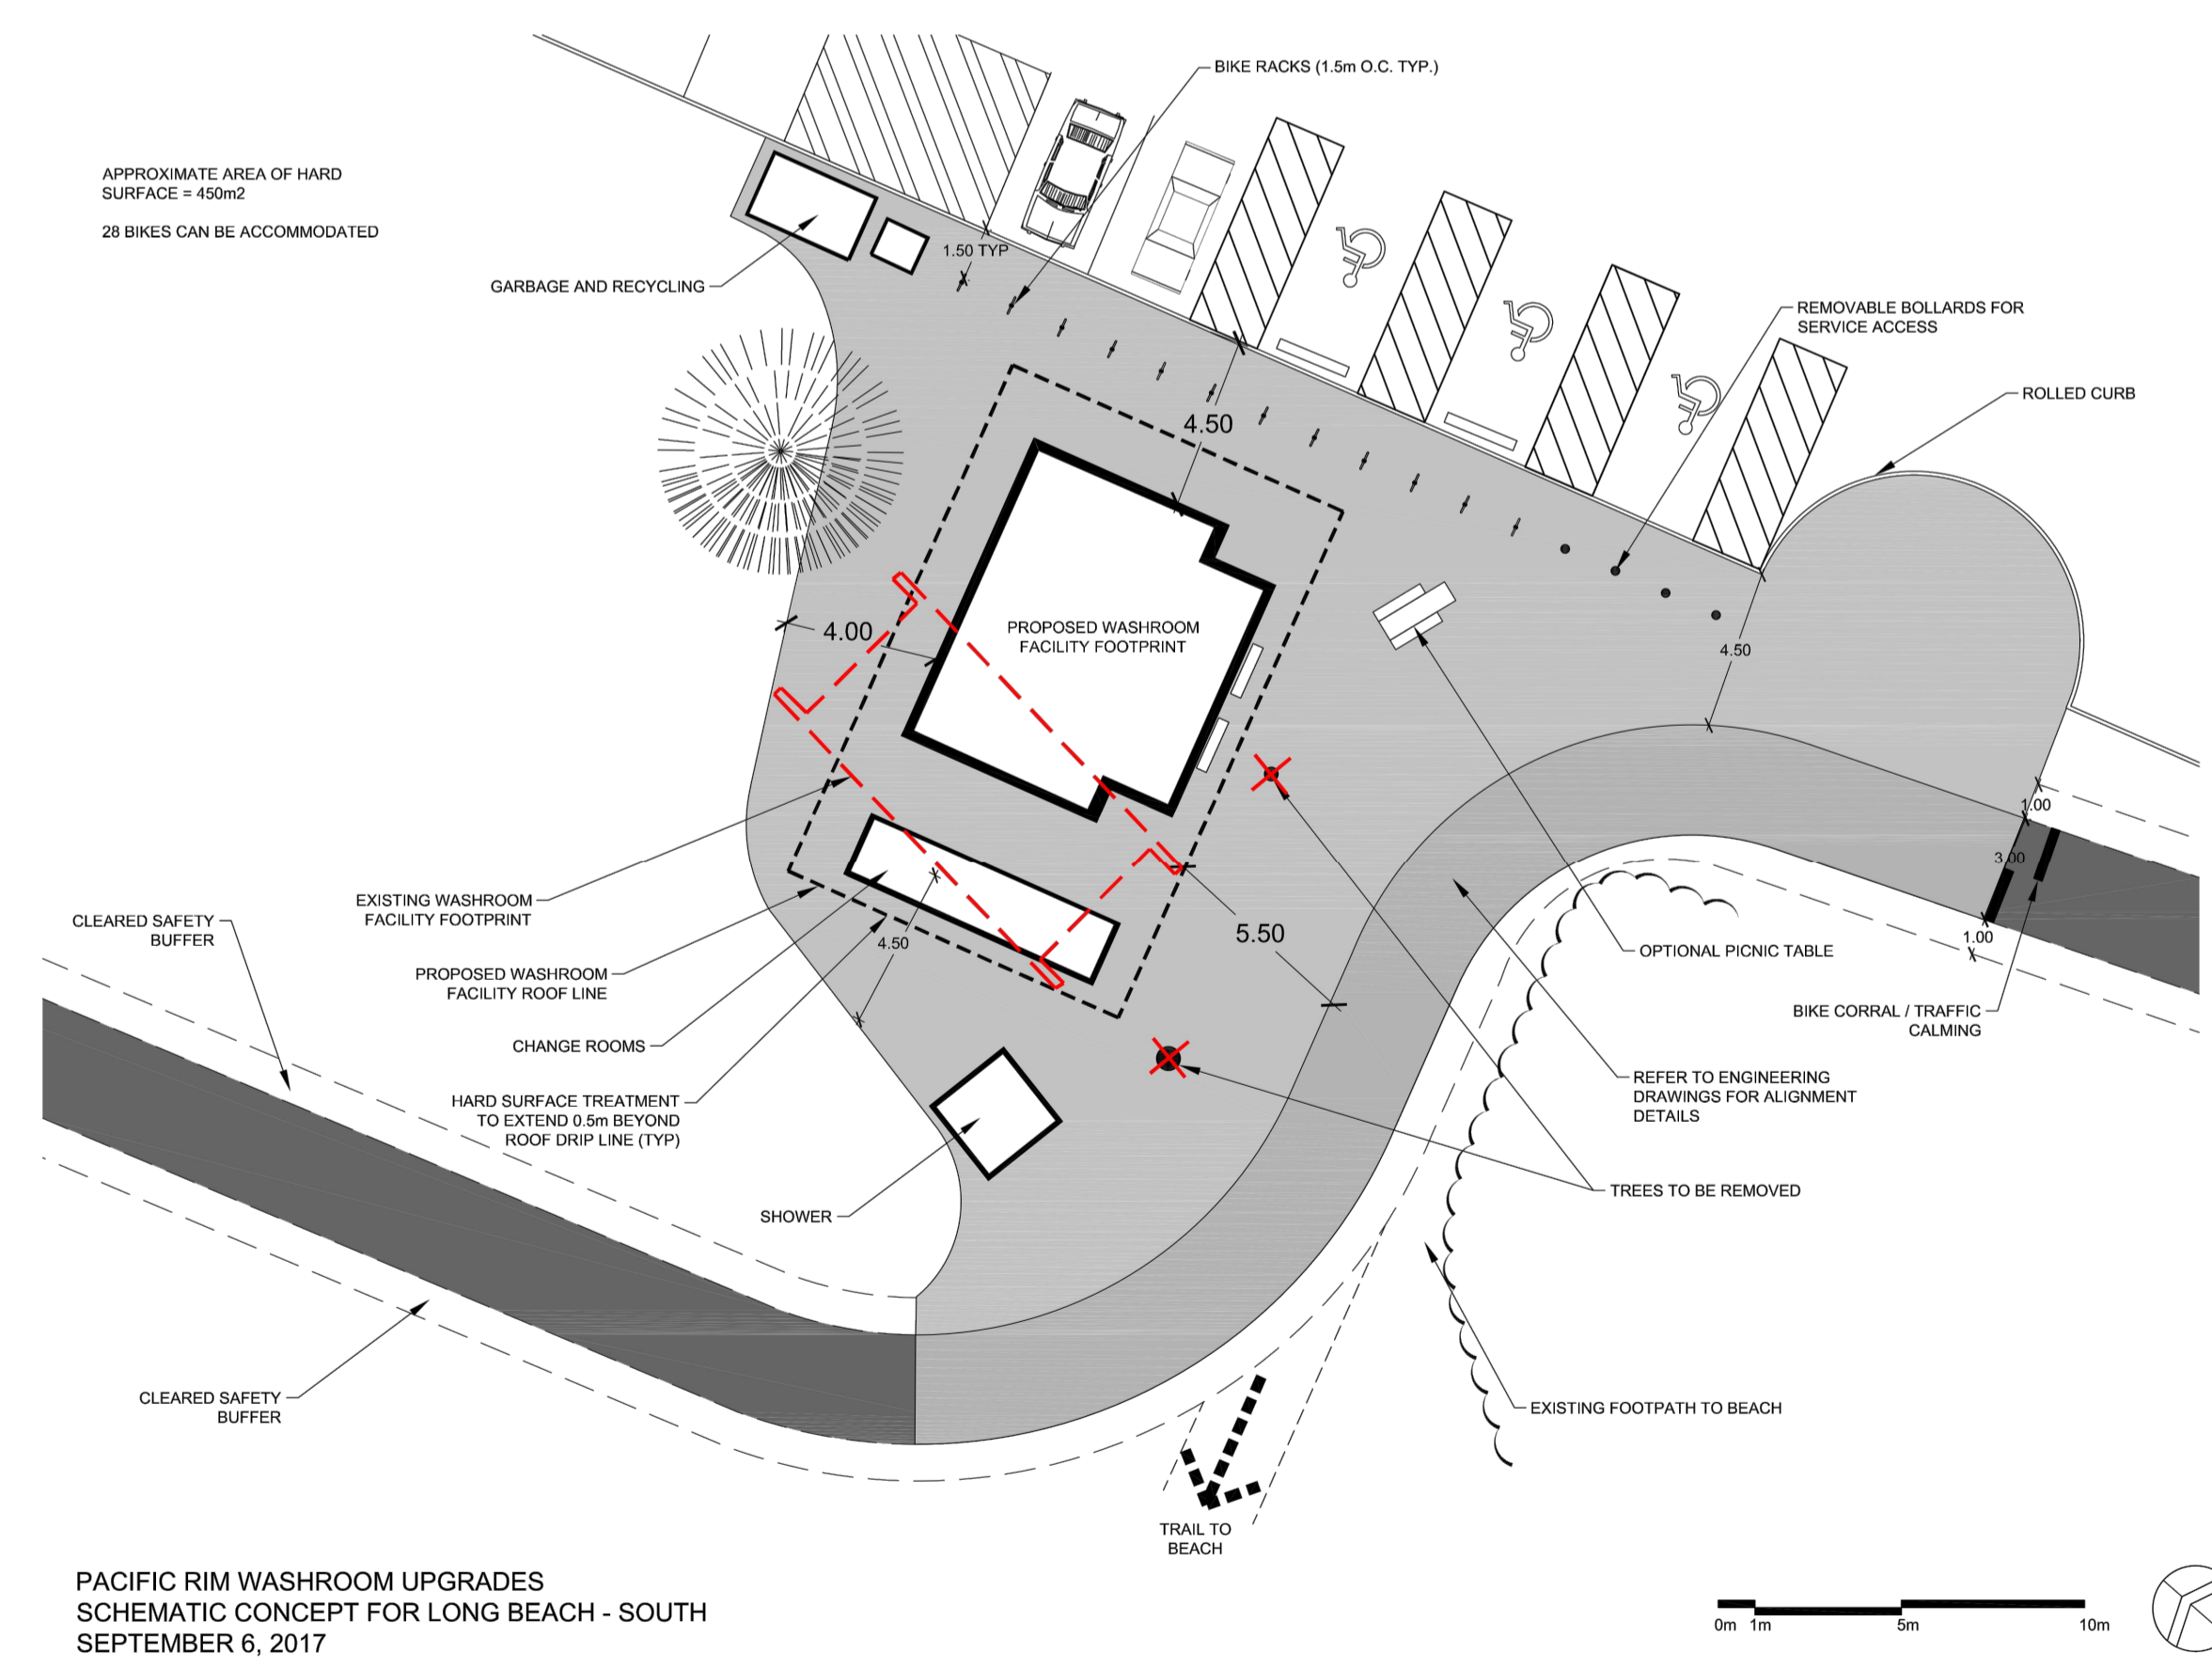 BIKE RACKS (1.5m O.C. TYP.)
APPROXIMATE AREA OF HARD
SURFACE = 450m2
28 BIKES CAN BE ACCOMMODATED
1.50 TYP
GARBAGE AND RECYCLING
REMOVABLE BOLLARDS FOR
SERVICE ACCESS
ROLLED CURB
4.50
4.00
PROPOSED WASHROOM
FACILITY FOOTPRINT
4.50
1.00
3.00
EXISTING WASHROOM
FACILITY FOOTPRINT
CLEARED SAFETY
BUFFER
4.50
5.50
1.00
OPTIONAL PICNIC TABLE
PROPOSED WASHROOM
FACILITY ROOF LINE
BIKE CORRAL / TRAFFIC
CALMING
CHANGE ROOMS
REFER TO ENGINEERING
DRAWINGS FOR ALIGNMENT
DETAILS
HARD SURFACE TREATMENT
TO EXTEND 0.5m BEYOND
ROOF DRIP LINE (TYP)
TREES TO BE REMOVED
SHOWER
CLEARED SAFETY
BUFFER
EXISTING FOOTPATH TO BEACH
TRAIL TO
BEACH
PACIFIC RIM WASHROOM UPGRADES
SCHEMATIC CONCEPT FOR LONG BEACH - SOUTH
SEPTEMBER 6, 2017
0m 1m 5m 10m